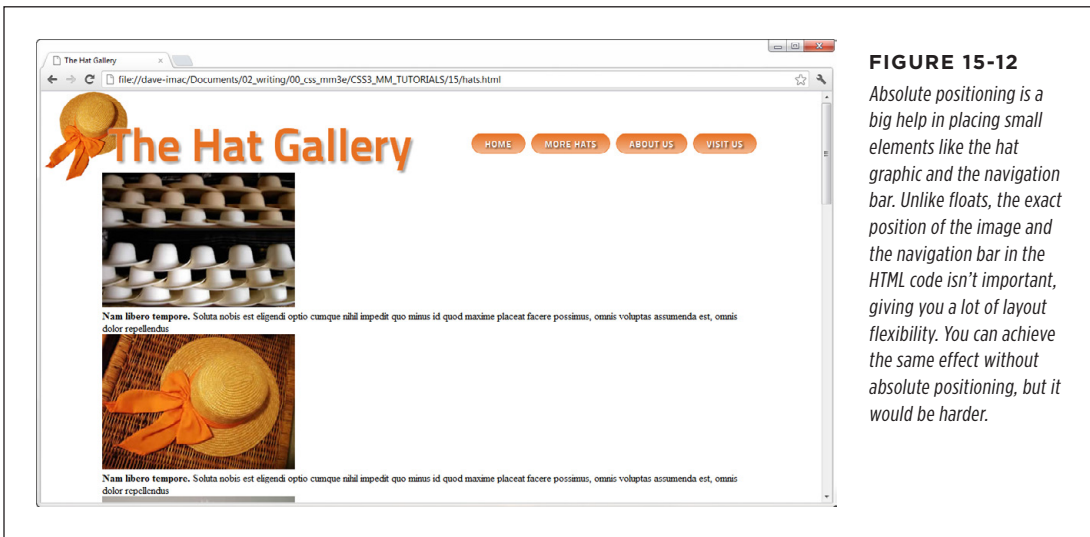 The Hat Gallery
file://dave-imac/Documents/02_writing/00_css_mm3e/CSS3_MM_TUTORIALS/15/hats.html
The Hat Gallery
HOME
MORE HATS
ABOUT US
VISIT US
Nam libero tempore. Soluta nobis est eligendi optio cumque nihil impedit quo minus id quod maxime placeat facere possimus, omnis voluptas assumenda est, omnis
dolor repellendus
Nam libero tempore. Soluta nobis est eligendi optio cumque nihil impedit quo minus id quod maxime placeat facere possimus, omnis voluptas assumenda est, omnis
dolor repellendus
FIGURE 15-12
Absolute positioning is a
big help in placing small
elements like the hat
graphic and the navigation
bar. Unlike floats, the exact
position of the image and
the navigation bar in the
HTML code isn’t important,
giving you a lot of layout
flexibility. You can achieve
the same effect without
absolute positioning, but it
would be harder.